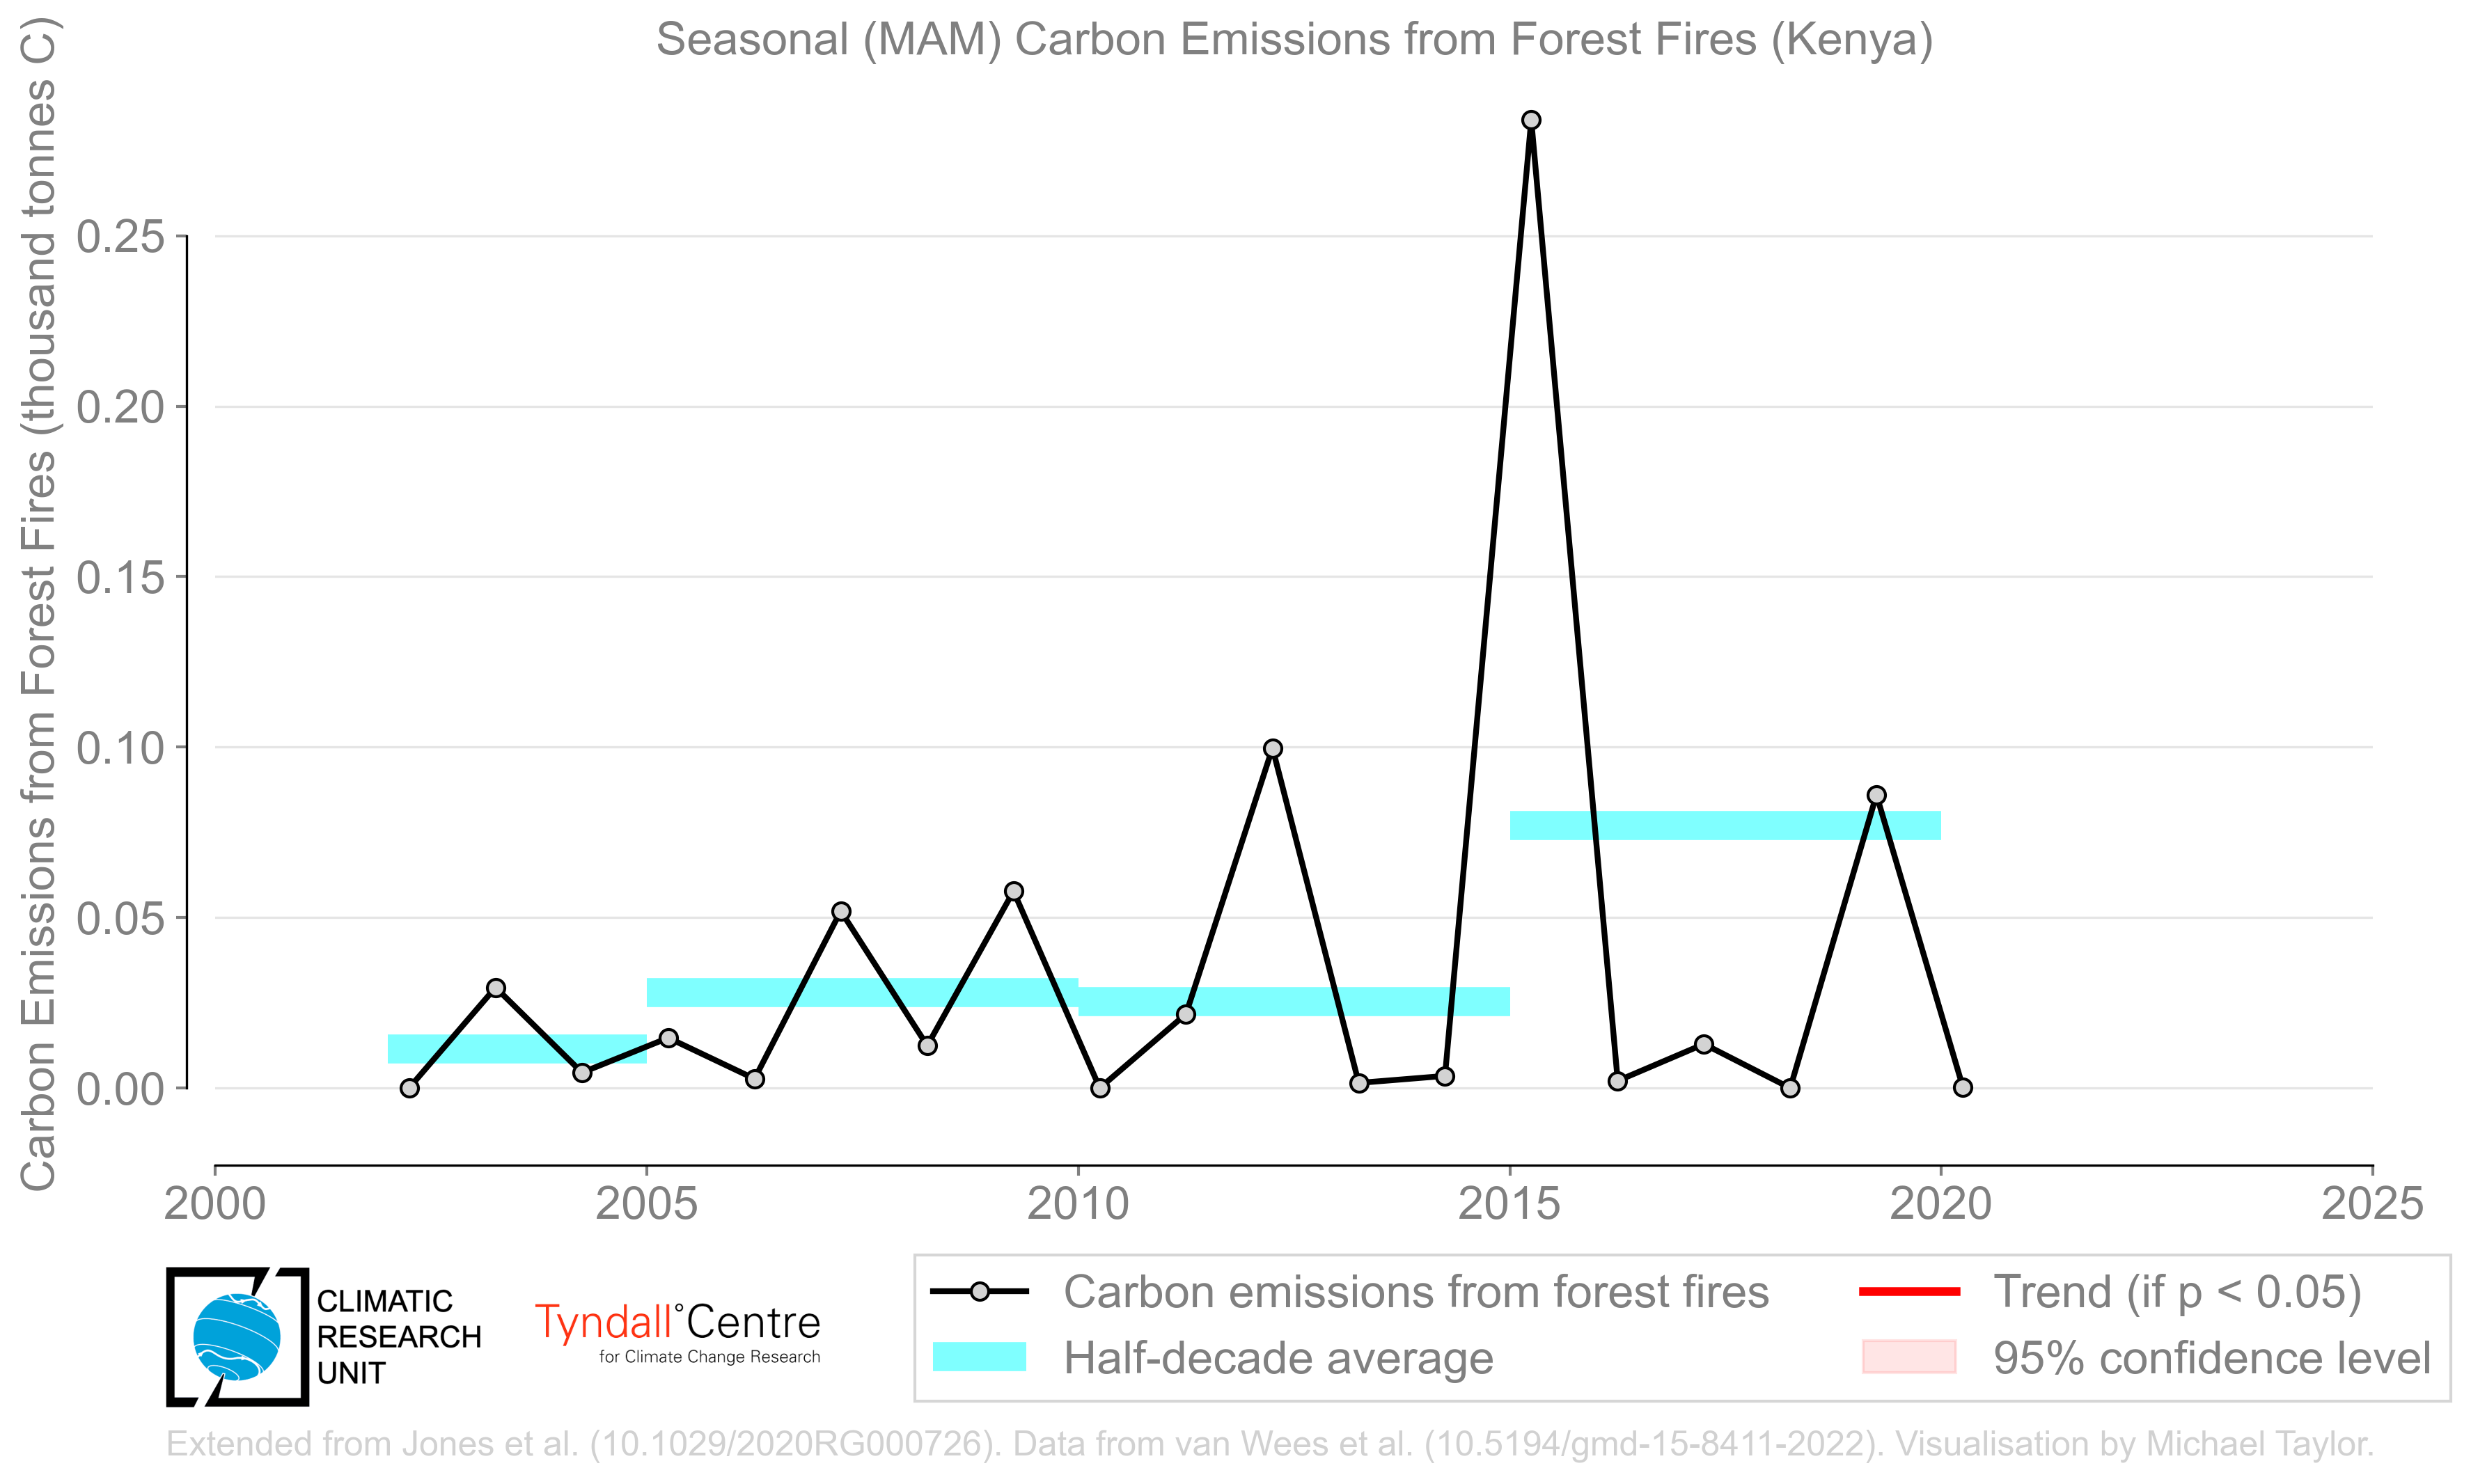 Seasonal (MAM) Carbon Emissions from Forest Fires (Kenya)
Carbon Emissions from Forest Fires (thousand tonnes C)
0.25
0.20
0.15
0.10
0.05
0.00
2000 2005 2010 2015 2020 2025
CLIMATIC
RESEARCH
UNIT
Tyndall°Centre
for Climate Change Research
Carbon emissions from forest fires
Half-decade average
Trend (if p < 0.05)
95% confidence level
Extended from Jones et al. (10.1029/2020RG000726). Data from van Wees et al. (10.5194/gmd-15-8411-2022). Visualisation by Michael Taylor.